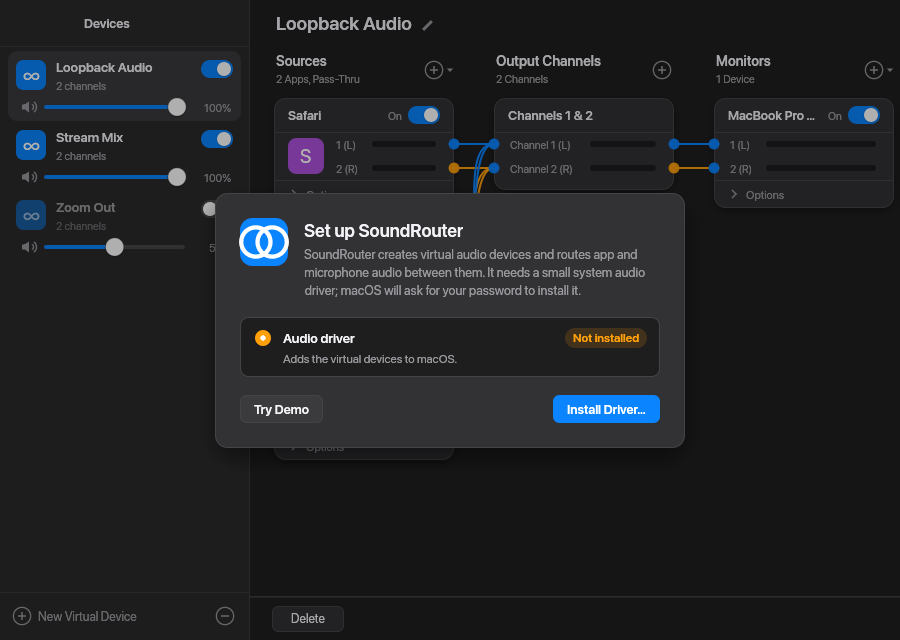 Devices
Loopback Audio
2 channels
100%
Stream Mix
2 channels
100%
Zoom Out
2 channels
New Virtual Device
Loopback Audio
Sources
2 Apps, Pass-Thru
Output Channels
2 Channels
Monitors
1 Device
Safari
On
S
1 (L)
2 (R)
Channels 1 & 2
Channel 1 (L)
Channel 2 (R)
MacBook Pro ...
On
1 (L)
2 (R)
Options
Set up SoundRouter
SoundRouter creates virtual audio devices and routes app and
microphone audio between them. It needs a small system audio
driver; macOS will ask for your password to install it.
Audio driver
Not installed
Adds the virtual devices to macOS.
Try Demo
Install Driver...
Options
Delete